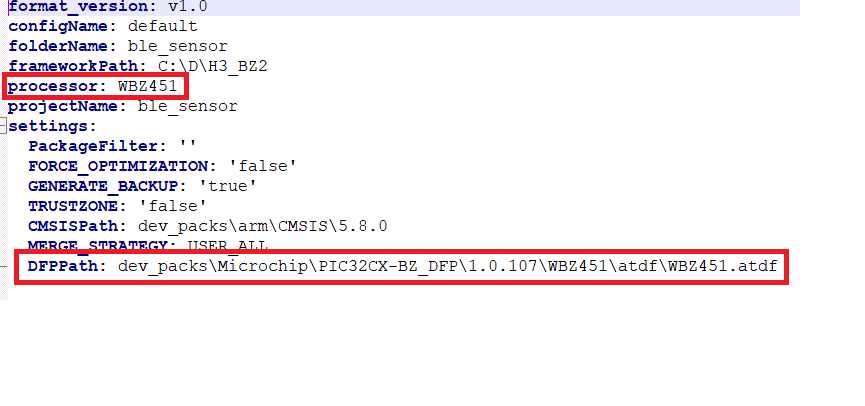 format_version: v1.0
configName: default
folderName: ble_sensor
frameworkPath: C:\D\H3_BZ2
processor: WBZ451
projectName: ble_sensor
settings:
PackageFilter: ''
FORCE_OPTIMIZATION: 'false'
GENERATE_BACKUP: 'true'
TRUSTZONE: 'false'
CMSISPath: dev_packs\arm\CMSIS\5.8.0
MERGE_STRATEGY: USER_ALL
DFPPath: dev_packs\Microchip\PIC32CX-BZ_DFP\1.0.107\WBZ451\atdf\WBZ451.atdf